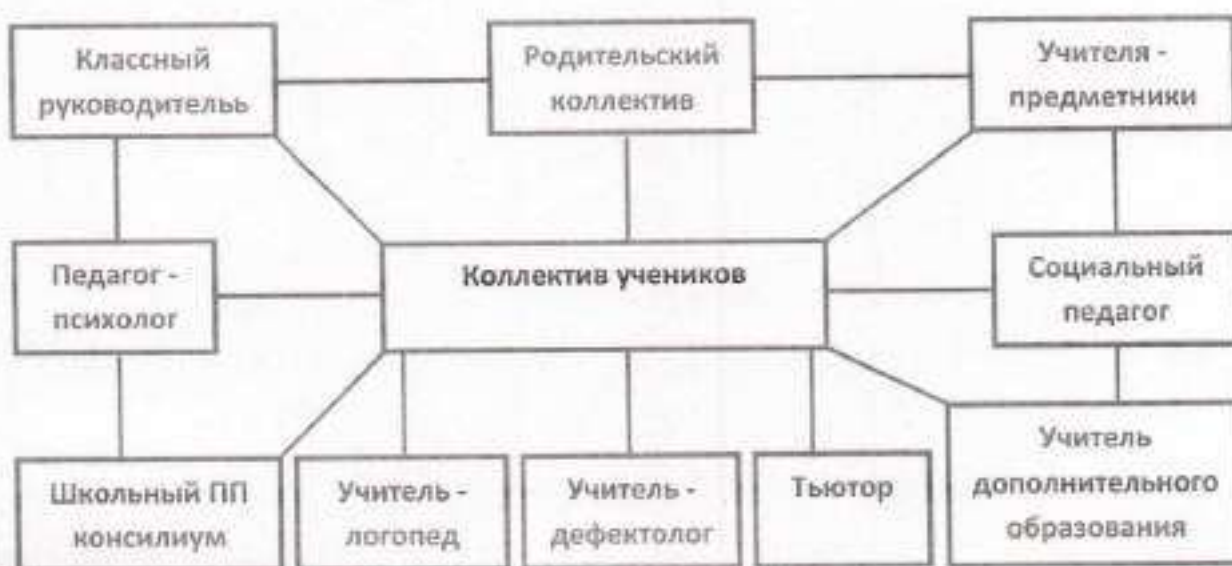 Классный
руководительь
Родительский
коллектив
Учителя -
предметники
Педагог -
психолог
Коллектив учеников
Социальный
педагог
Школьный ПП
консилиум
Учитель -
логопед
Учитель -
дефектолог
Тьютор
Учитель
дополнительного
образования